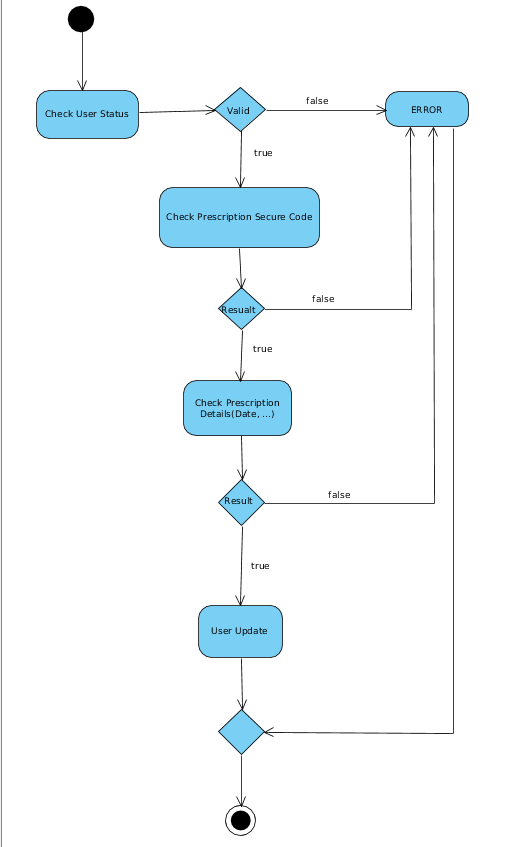 Check User Status
Valid
false
ERROR
true
Check Prescription Secure Code
Resualt
false
true
Check Prescription
Details(Date, ...)
Result
false
true
User Update